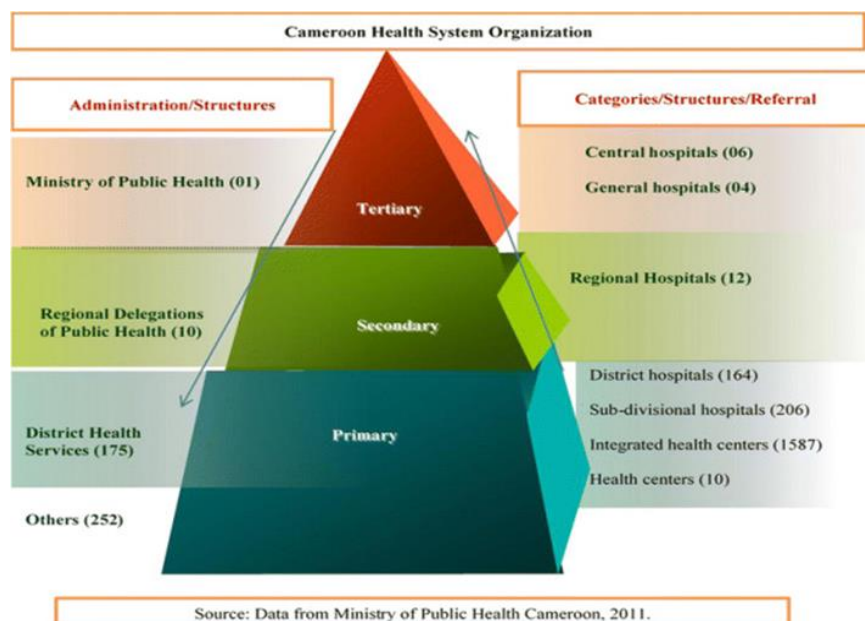 Cameroon Health System Organization
Administration/Structures
Categories/Structures/Referral
Ministry of Public Health (01)
Central hospitals (06)
General hospitals (04)
Tertiary
Regional Delegations
of Public Health (10)
Regional Hospitals (12)
Secondary
District Health
Services (175)
Primary
District hospitals (164)
Sub-divisional hospitals (206)
Integrated health centers (1587)
Health centers (10)
Others (252)
Source: Data from Ministry of Public Health Cameroon, 2011.